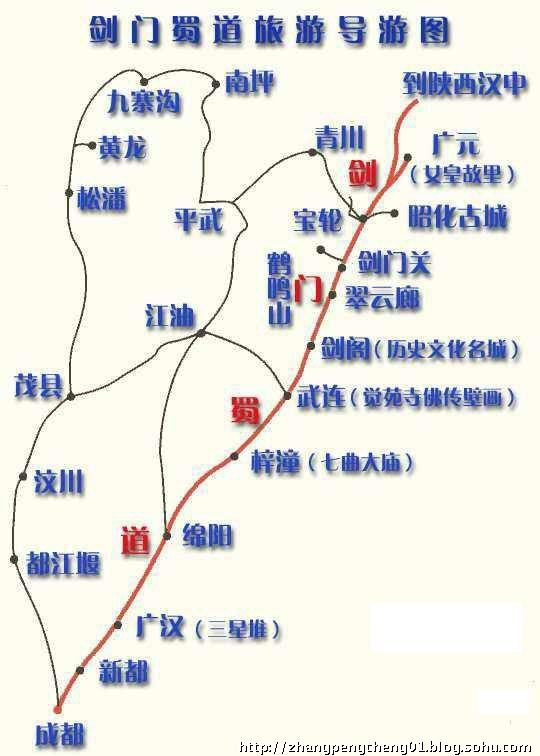 剑门蜀道旅游导游图
到陕西汉中
九寨沟
南坪
黄龙
青川
广元
(女皇故里)
剑
松潘
平武
宝轮
昭化古城
鹤鸣山
剑门关
门
翠云廊
江油
剑阁(历史文化名城)
茂县
武连(觉苑寺佛传壁画)
蜀
梓潼(七曲大庙)
汶川
道
绵阳
都江堰
广汉(三星堆)
新都
成都
http://zhangpengcheng01.blog.sohu.com